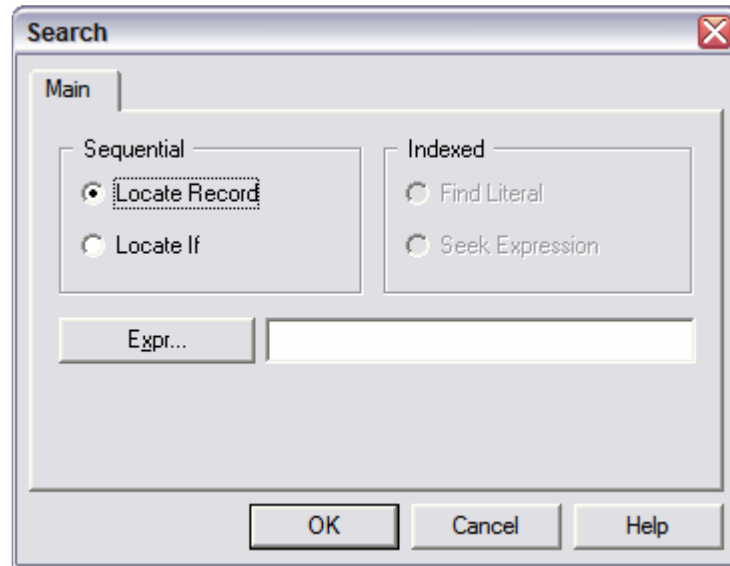 Search
Main
Sequential
Locate Record
Locate If
Indexed
Find Literal
Seek Expression
Expr...
OK
Cancel
Help